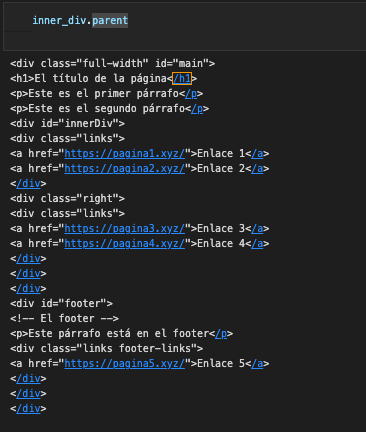 inner_div.parent
<div class="full-width" id="main">
<h1>El título de la página</h1>
<p>Este es el primer párrafo</p>
<p>Este es el segundo párrafo</p>
<div id="innerDiv">
<div class="links">
<a href="https://pagina1.xyz/">Enlace 1</a>
<a href="https://pagina2.xyz/">Enlace 2</a>
</div>
<div class="right">
<div class="links">
<a href="https://pagina3.xyz/">Enlace 3</a>
<a href="https://pagina4.xyz/">Enlace 4</a>
</div>
</div>
</div>
<div id="footer">
<!-- El footer -->
<p>Este párrafo está en el footer</p>
<div class="links footer-links">
<a href="https://pagina5.xyz/">Enlace 5</a>
</div>
</div>
</div>